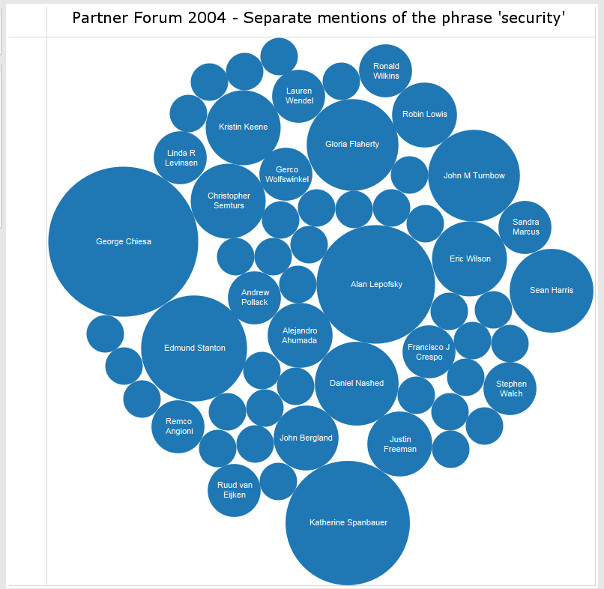 Partner Forum 2004 - Separate mentions of the phrase 'security'
Ronald
Wilkins
Lauren
Wendel
Robin Lowis
Kristin Keene
Gloria Flaherty
Linda R
Levinsen
Gerco
Wolfswinkel
John M Turnbow
Christopher
Semturs
Sandra
Marcus
George Chiesa
Eric Wilson
Alan Lepofsky
Sean Harris
Andrew
Pollack
Alejandro
Ahumada
Edmund Stanton
Francisco J
Crespo
Daniel Nashed
Stephen
Walch
Remco
Angioni
John Bergland
Justin
Freeman
Ruud van
Eijken
Katherine Spanbauer